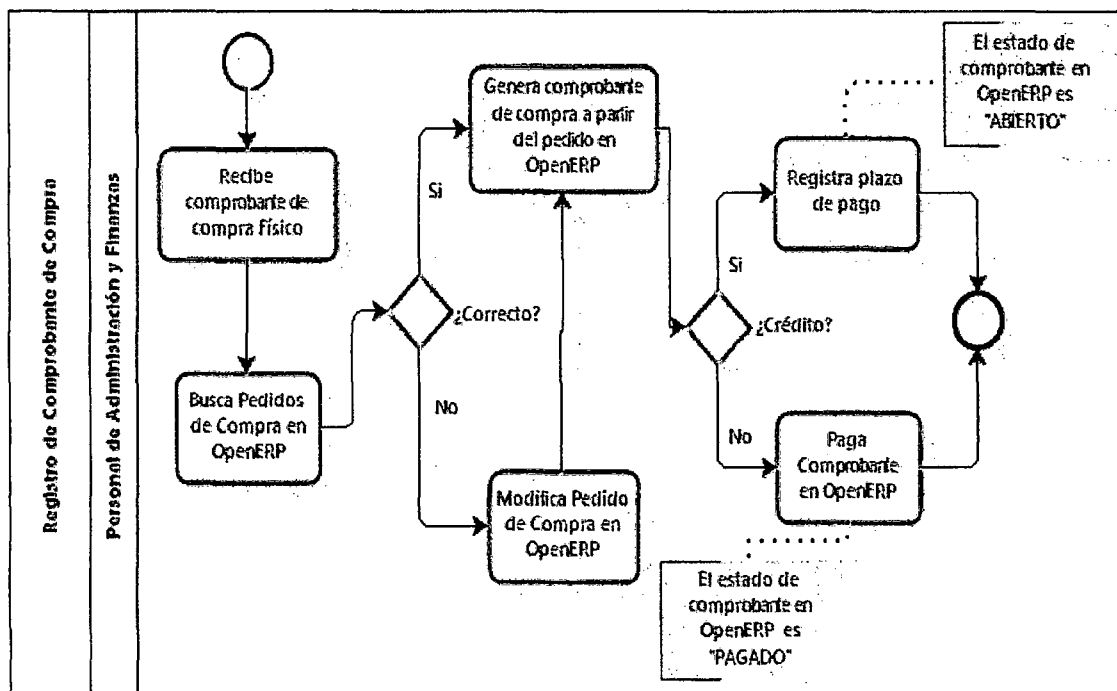 Registro de Comprobante de Compra
Personal de Administración y Finanzas
Recibe
comprobante de
compra físico
Busca Pedidos
de Compra en
OpenERP
¿Correcto?
Si
No
Genera comprobante
de compra a partir
del pedido en
OpenERP
Modifica Pedido
de Compra en
OpenERP
¿Crédito?
Si
No
Registra plazo
de pago
El estado de
comprobante en
OpenERP es
"ABIERTO"
Paga
Comprobante
en OpenERP
El estado de
comprobante en
OpenERP es
"PAGADO"